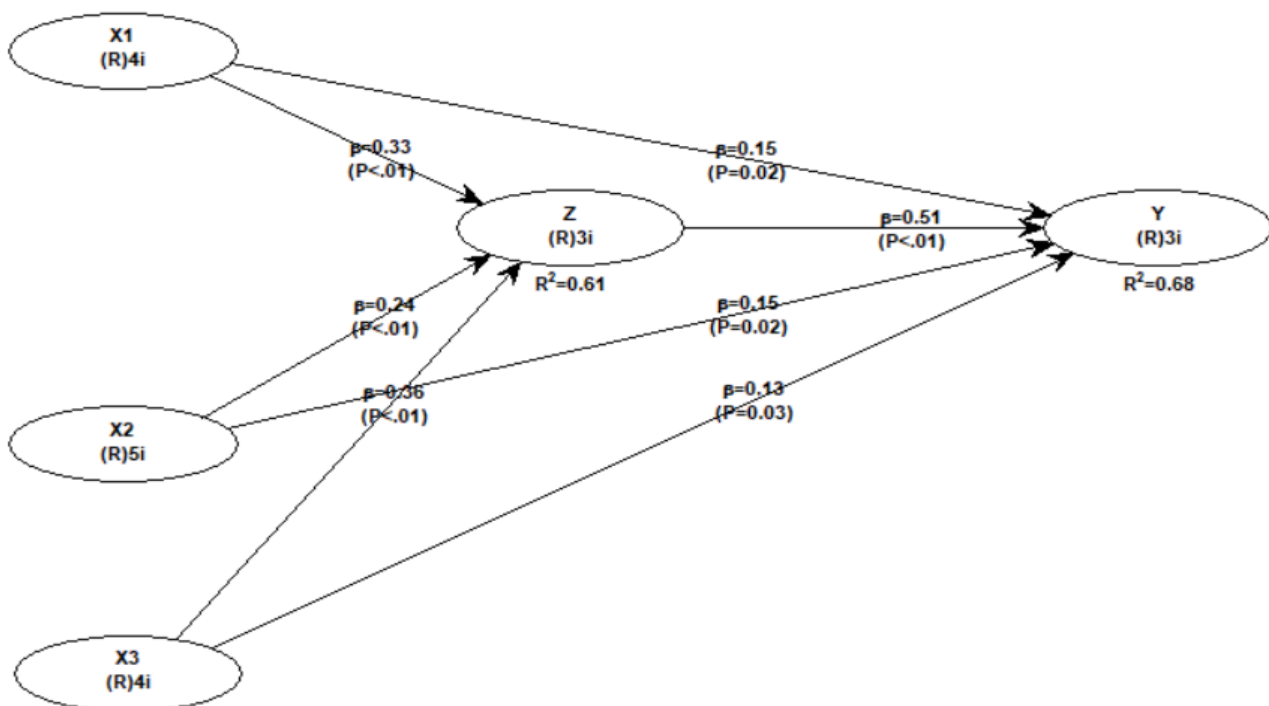 X1
(R)4i
β=0.33
(P<.01)
β=0.15
(P=0.02)
Z
(R)3i
R²=0.61
β=0.51
(P<.01)
Y
(R)3i
R²=0.68
β=0.24
(P<.01)
β=0.15
(P=0.02)
β=0.36
(P<.01)
β=0.13
(P=0.03)
X2
(R)5i
X3
(R)4i